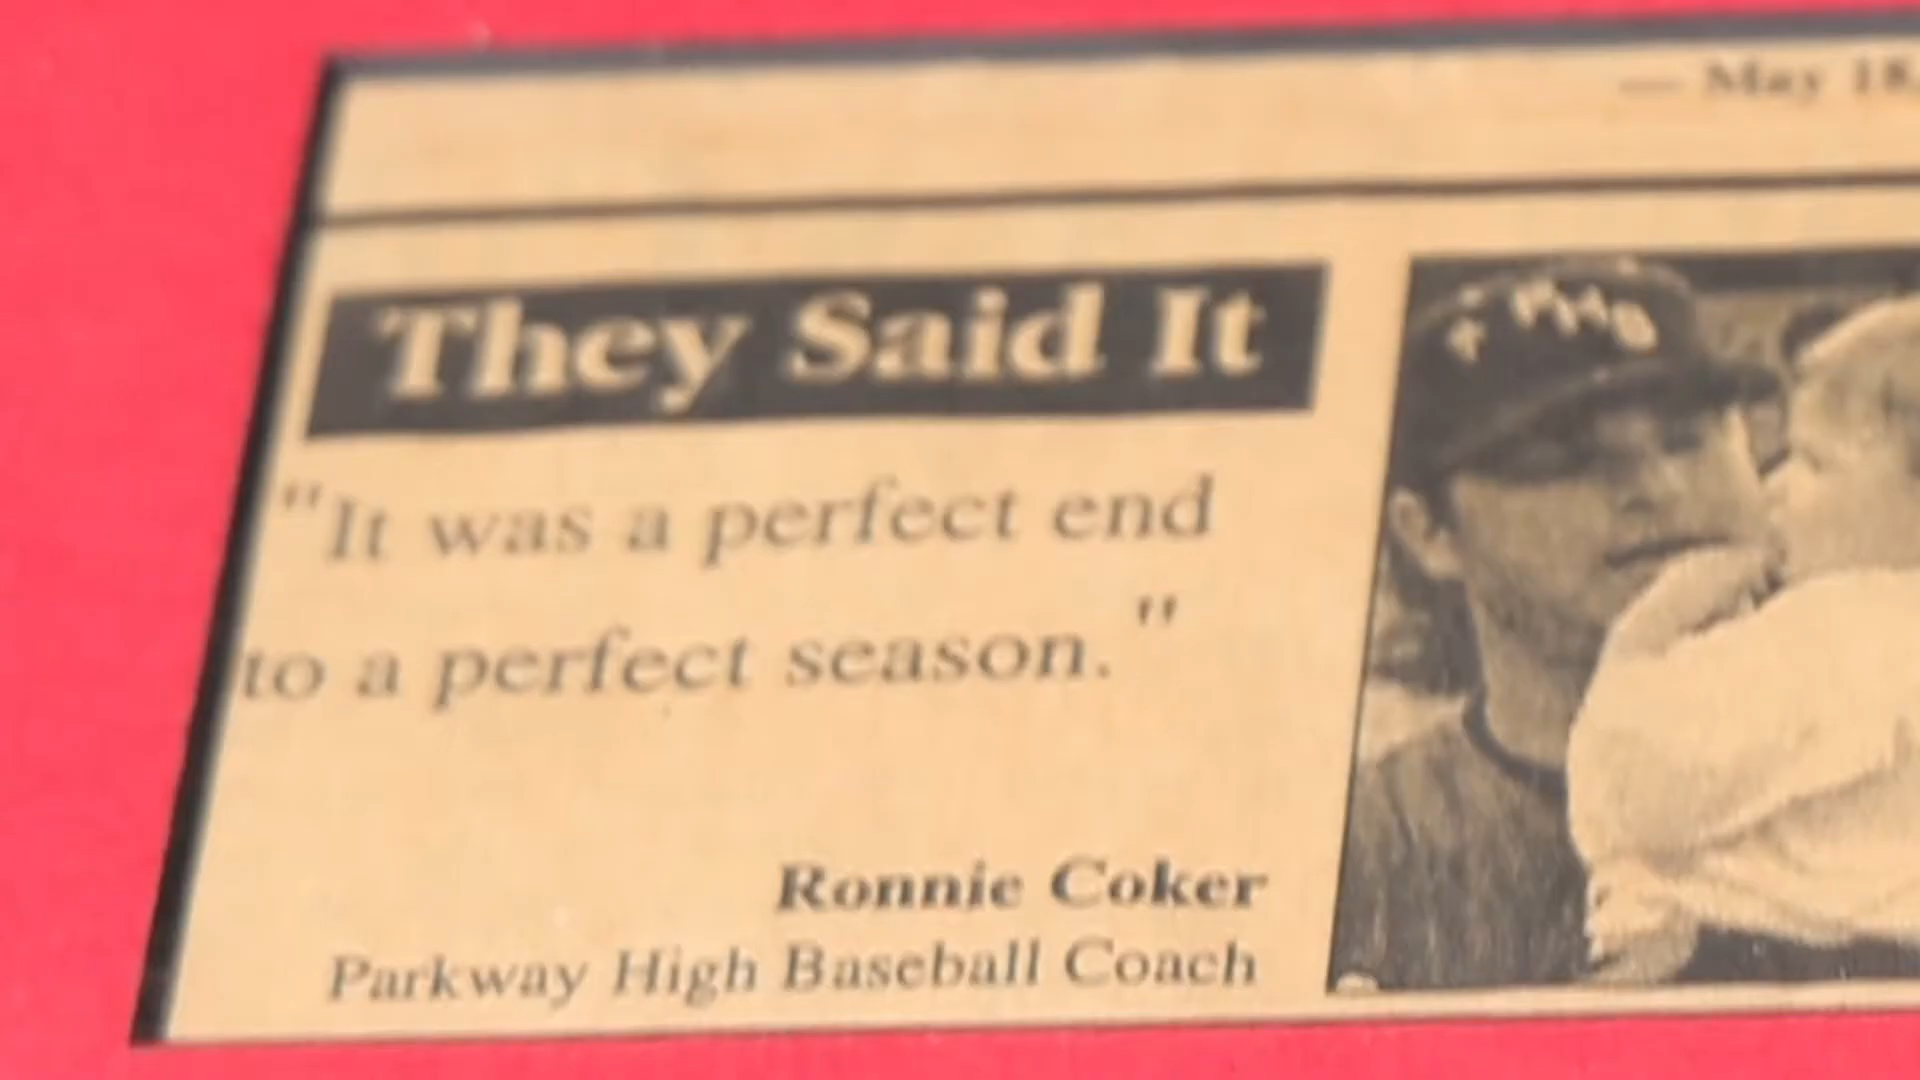 — May 18,
They Said It
"It was a perfect end
to a perfect season."
Ronnie Coker
Parkway High Baseball Coach